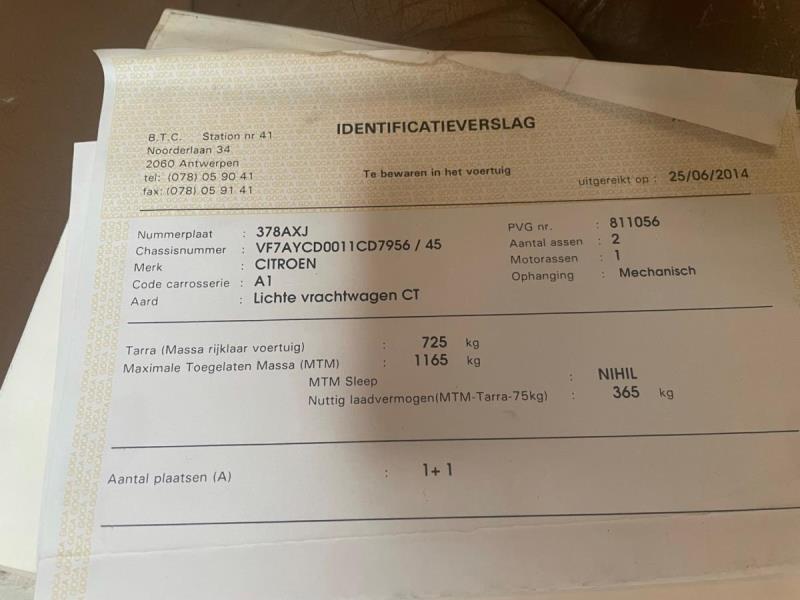 IDENTIFICATIEVERSLAG
B.T.C. Station nr 41
Noorderlaan 34
2060 Antwerpen
tel: (078) 05 90 41
fax: (078) 05 91 41
Te bewaren in het voertuig
uitgereikt op : 25/06/2014
Nummerplaat : 378AXJ
Chassisnummer : VF7AYCD0011CD7956 / 45
Merk : CITROEN
Code carrosserie : A1
Aard : Lichte vrachtwagen CT
PVG nr. : 811056
Aantal assen : 2
Motorassen : 1
Ophanging : Mechanisch
Tarra (Massa rijklaar voertuig) : 725 kg
Maximale Toegelaten Massa (MTM) : 1165 kg
MTM Sleep : NIHIL
Nuttig laadvermogen(MTM-Tarra-75kg) : 365 kg
Aantal plaatsen (A) : 1+ 1